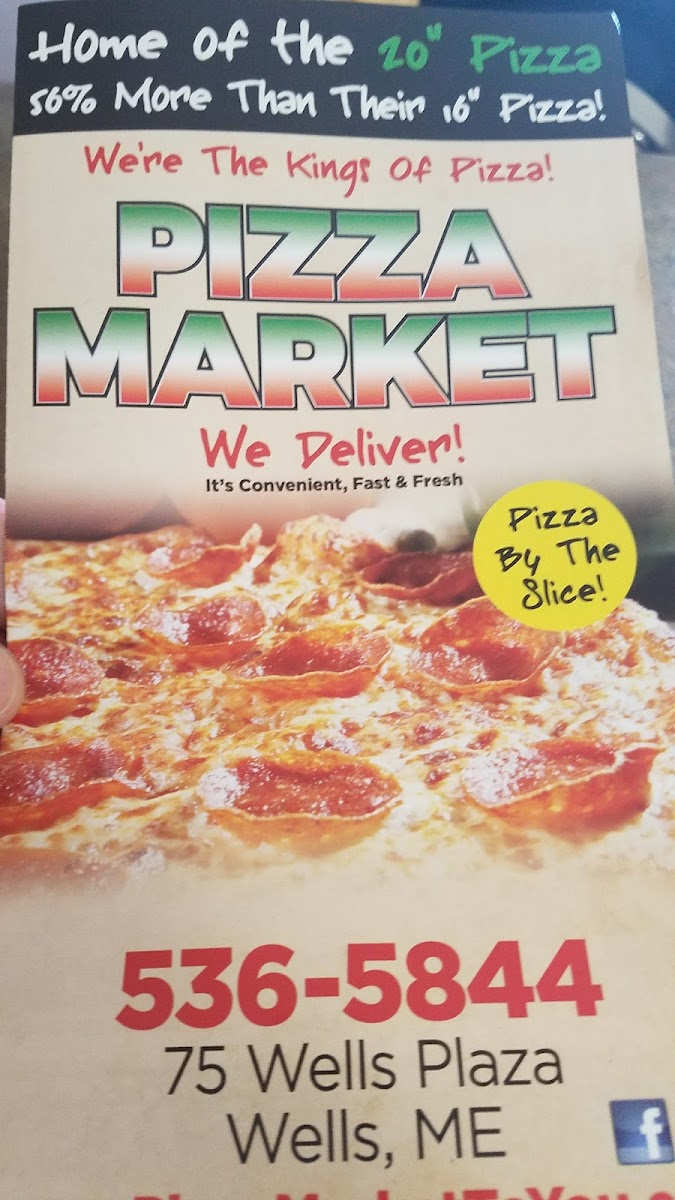 Home of the 20" Pizza
56% More Than Their 16" Pizza!
We're The Kings Of Pizza!
PIZZA
MARKET
We Deliver!
It's Convenient, Fast & Fresh
Pizza
By The
Slice!
536-5844
75 Wells Plaza
Wells, ME
f